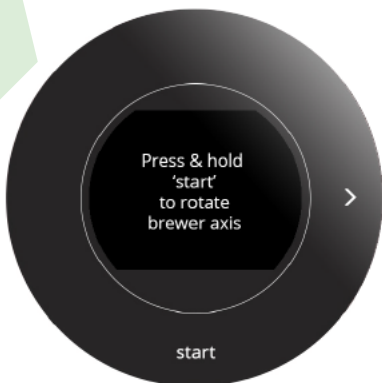 Press & hold
‘start’
to rotate
brewer axis
start